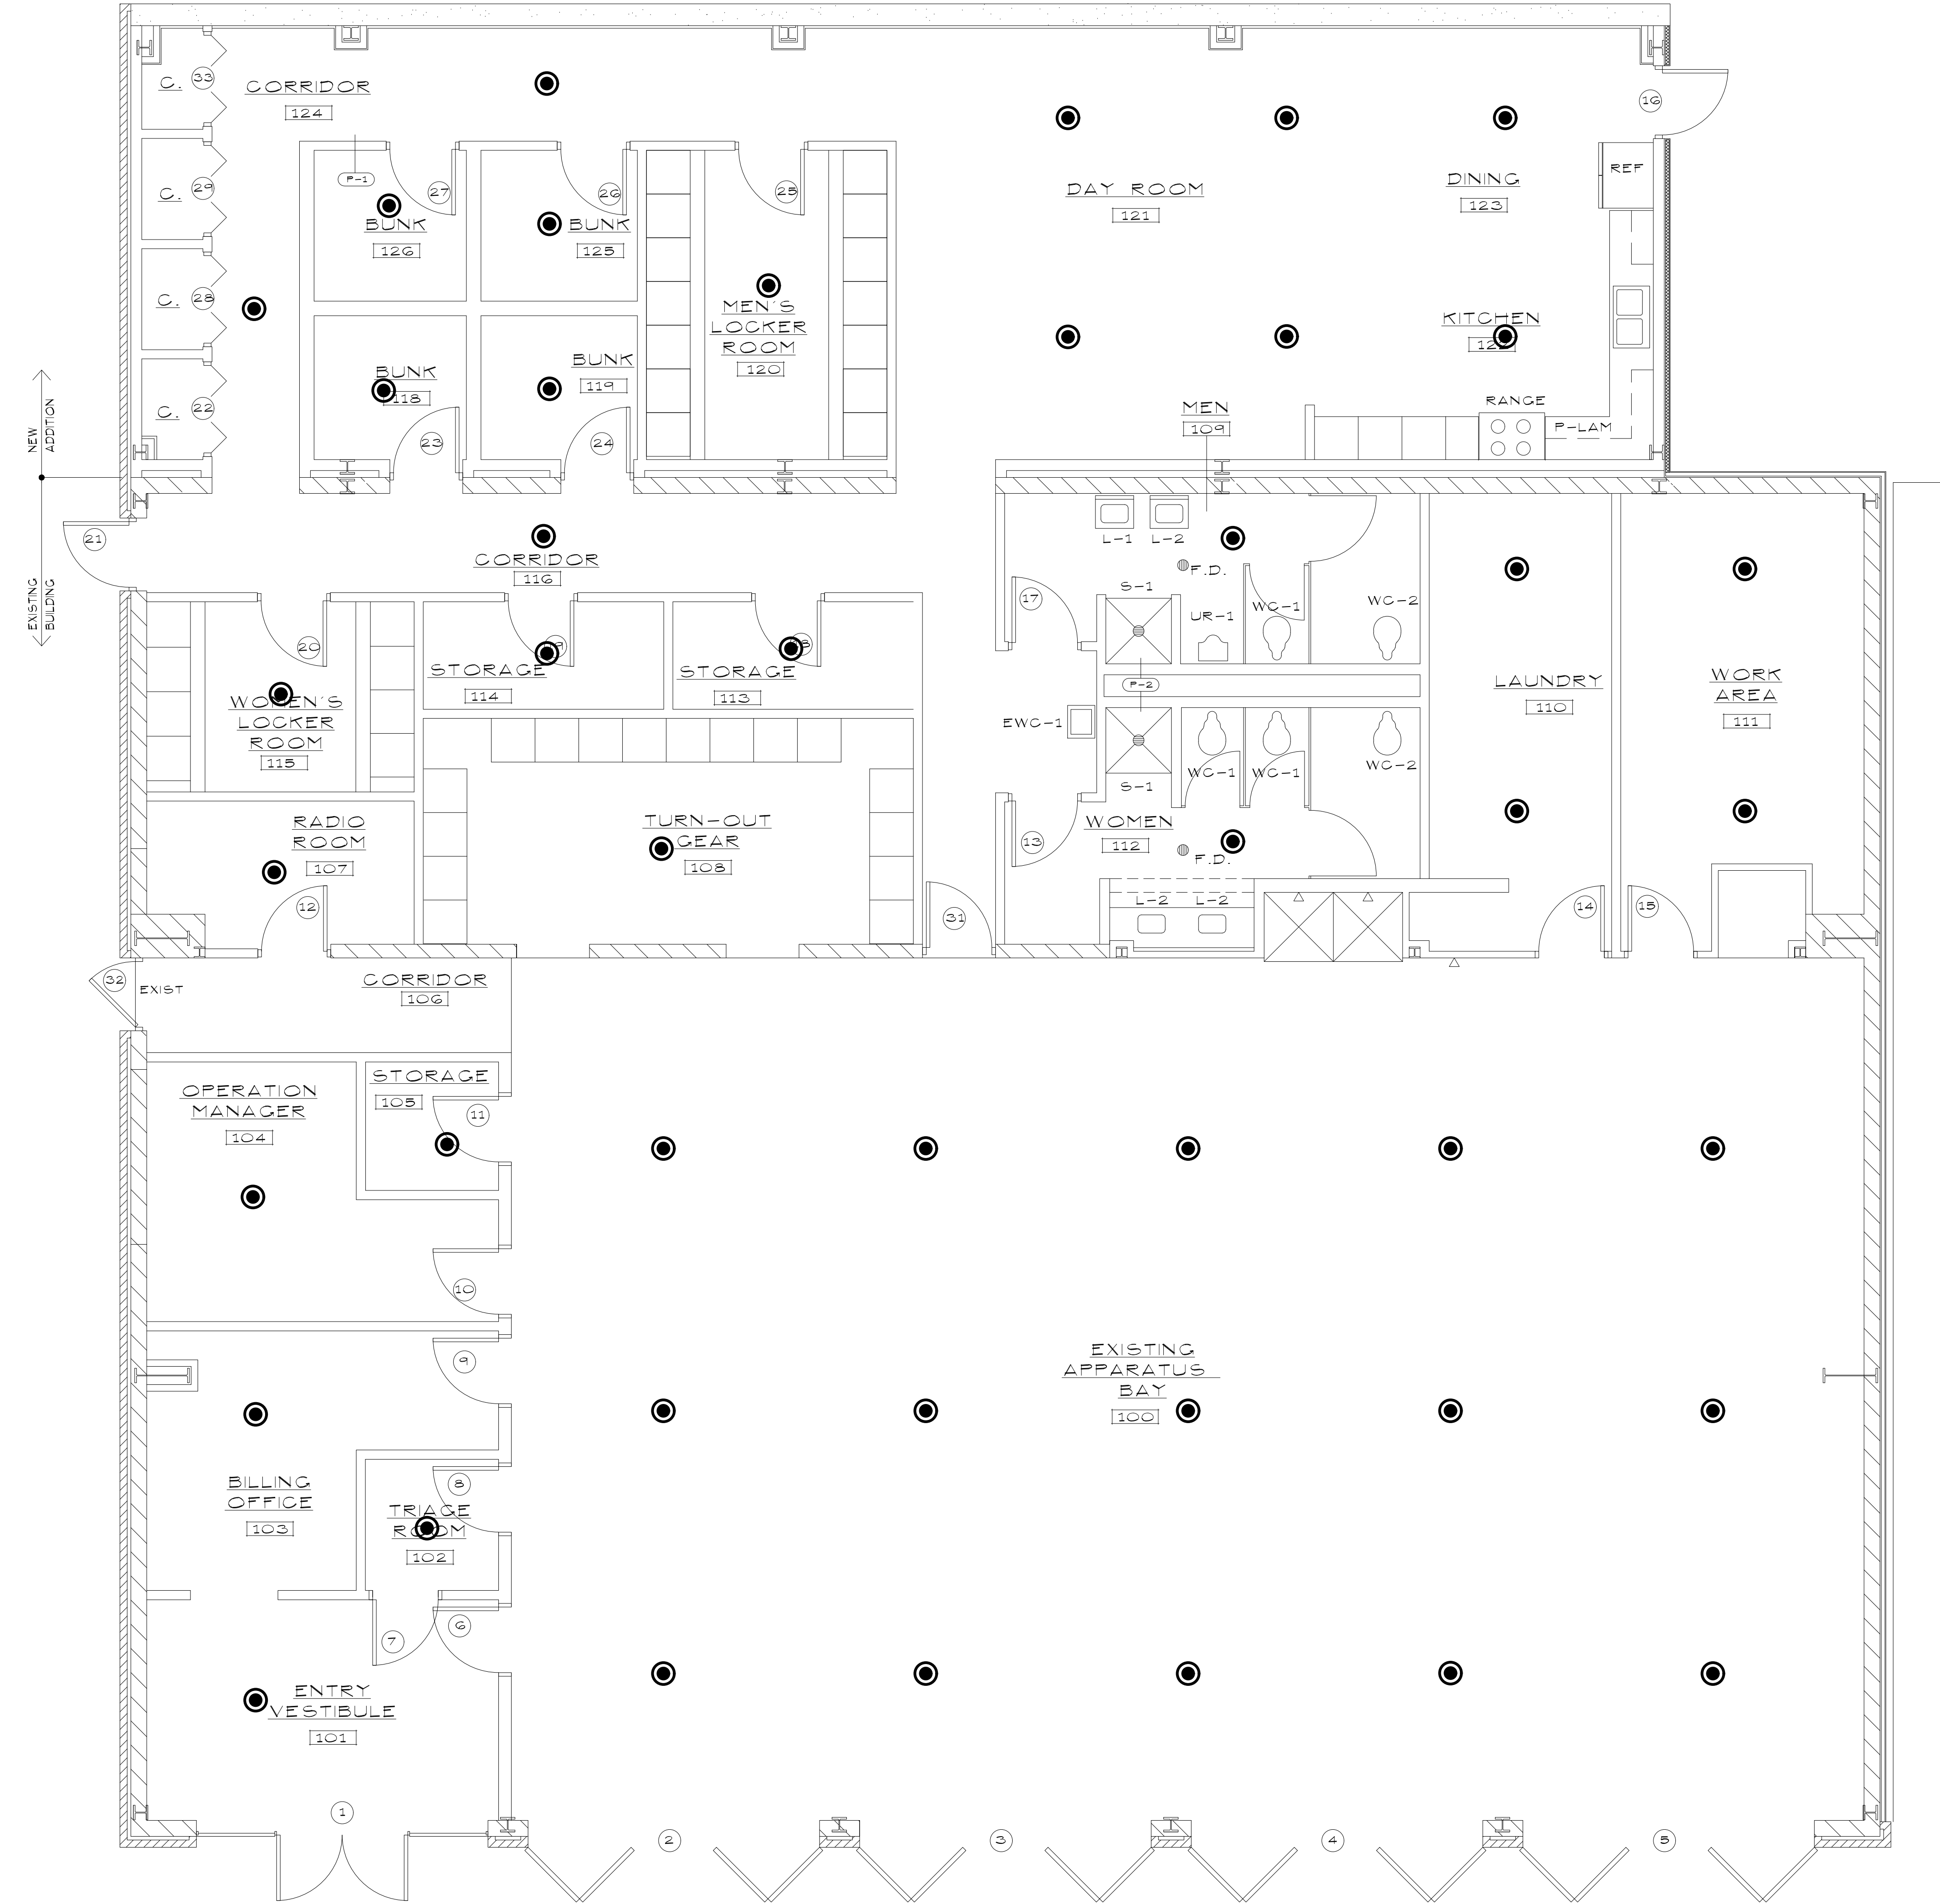 C.
33
CORRIDOR
124
16
REF
C.
29
P-1
27
26
25
BUNK
126
BUNK
125
DAY ROOM
121
DINING
123
C.
28
MEN'S
LOCKER
ROOM
120
KITCHEN
C.
22
BUNK
118
BUNK
119
23
24
MEN
109
RANGE
P-LAM
NEW
ADDITION
EXISTING
BUILDING
21
CORRIDOR
116
L-1
L-2
F.D.
S-1
17
UR-1
WC-1
WC-2
20
STORAGE
114
STORAGE
113
WOMEN'S
LOCKER
ROOM
115
P-2
EWC-1
LAUNDRY
110
WORK
AREA
111
S-1
WC-1
WC-1
WC-2
RADIO
ROOM
107
TURN-OUT
GEAR
108
13
WOMEN
112
F.D.
L-2
L-2
12
31
14
15
32
EXIST
CORRIDOR
106
OPERATION
MANAGER
104
STORAGE
105
11
10
9
EXISTING
APPARATUS
BAY
100
BILLING
OFFICE
103
8
TRIAGE
ROOM
102
7
6
ENTRY
VESTIBULE
101
1
2
3
4
5